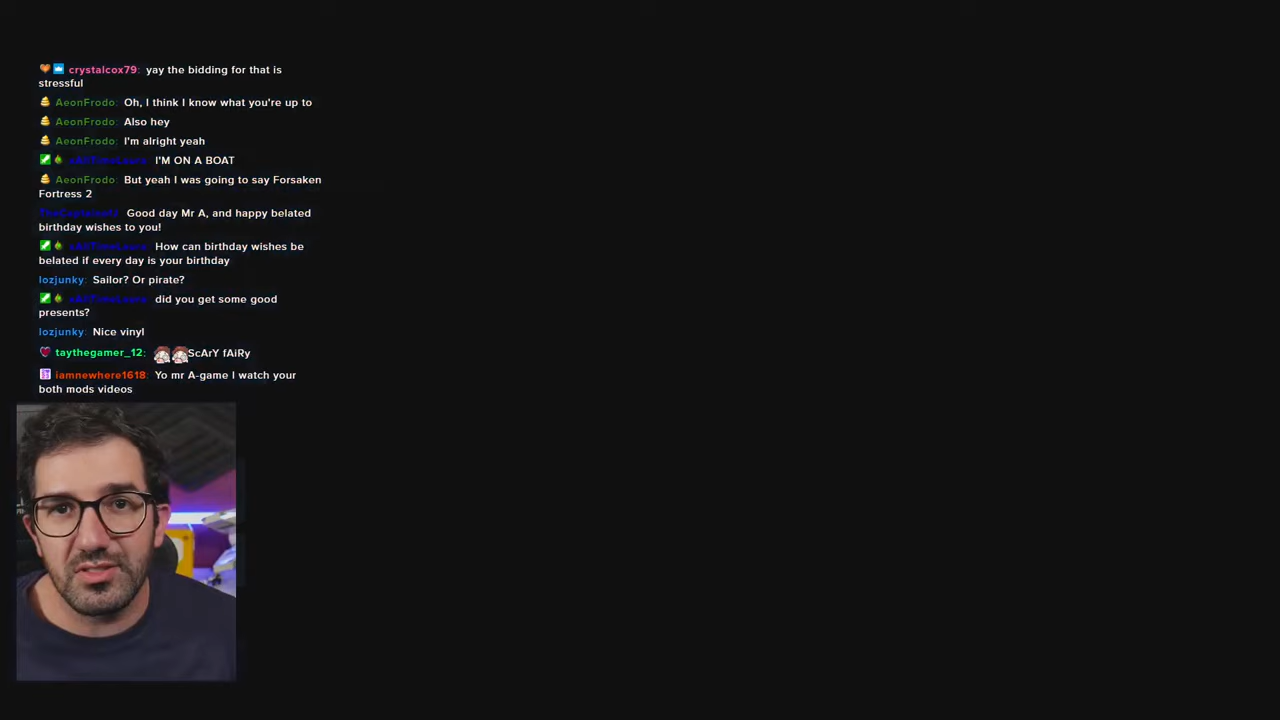 crystalcox79: yay the bidding for that is
stressful
AeonFrodo: Oh, I think I know what you're up to
AeonFrodo: Also hey
AeonFrodo: I'm alright yeah
I'M ON A BOAT
AeonFrodo: But yeah I was going to say Forsaken
Fortress 2
Good day Mr A, and happy belated
birthday wishes to you!
How can birthday wishes be
belated if every day is your birthday
lozjunky: Sailor? Or pirate?
did you get some good
presents?
lozjunky: Nice vinyl
taythegamer_12: ScArY fAiRy
iamnewhere1618: Yo mr A-game I watch your
both mods videos